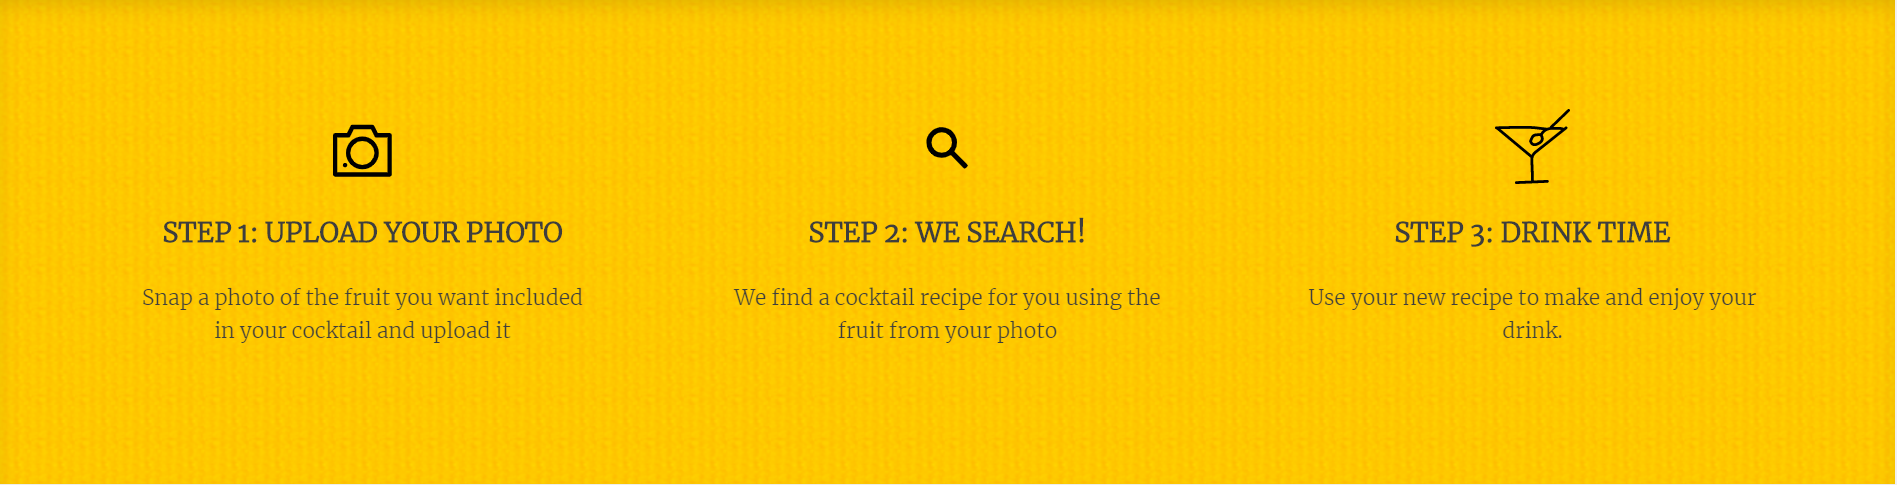 STEP 1: UPLOAD YOUR PHOTO
Snap a photo of the fruit you want included
in your cocktail and upload it
STEP 2: WE SEARCH!
We find a cocktail recipe for you using the
fruit from your photo
STEP 3: DRINK TIME
Use your new recipe to make and enjoy your
drink.